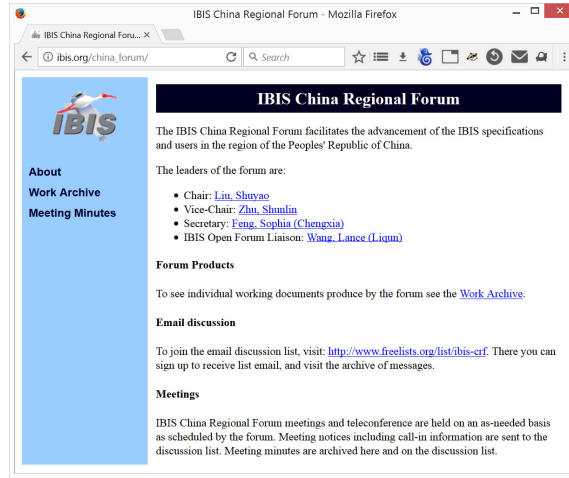 IBIS China Regional Forum - Mozilla Firefox
IBIS China Regional Foru... ×
ibis.org/china_forum/
Search
IBIS
About
Work Archive
Meeting Minutes
IBIS China Regional Forum
The IBIS China Regional Forum facilitates the advancement of the IBIS specifications
and users in the region of the Peoples' Republic of China.
The leaders of the forum are:
• Chair: Liu, Shuyao
• Vice-Chair: Zhu, Shunlin
• Secretary: Feng, Sophia (Chengxia)
• IBIS Open Forum Liaison: Wang, Lance (Liqun)
Forum Products
To see individual working documents produce by the forum see the Work Archive.
Email discussion
To join the email discussion list, visit: http://www.freelists.org/list/ibis-crf. There you can
sign up to receive list email, and visit the archive of messages.
Meetings
IBIS China Regional Forum meetings and teleconference are held on an as-needed basis
as scheduled by the forum. Meeting notices including call-in information are sent to the
discussion list. Meeting minutes are archived here and on the discussion list.